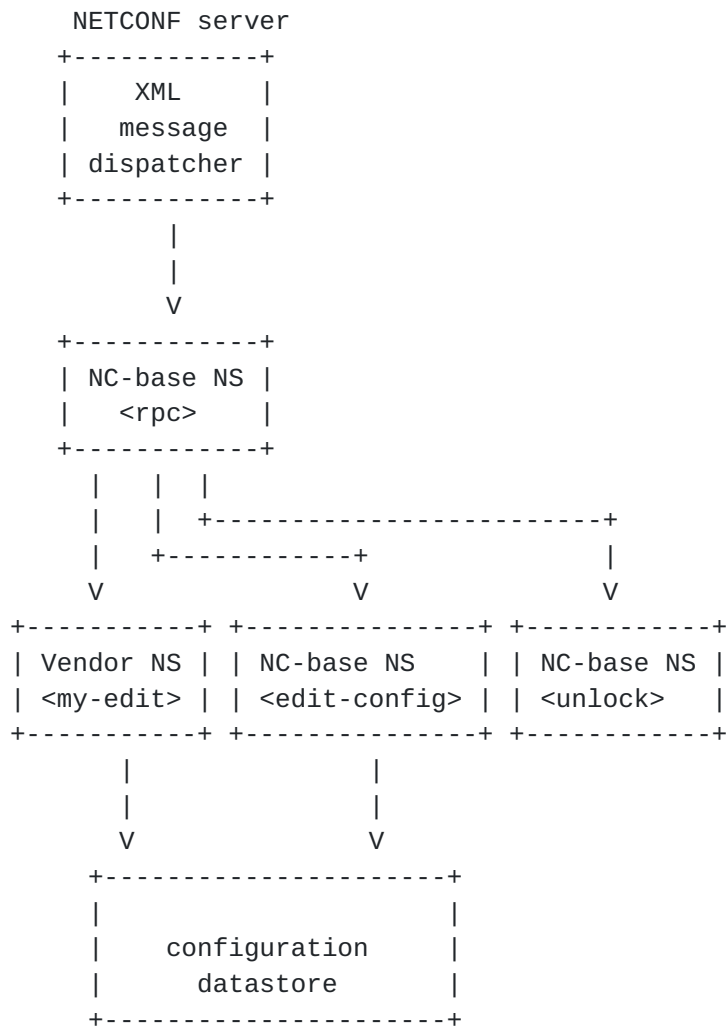 NETCONF server
+------------+
|    XML     |
|   message  |
| dispatcher |
+------------+
|
|
V
+------------+
| NC-base NS |
|   <rpc>    |
+------------+
|   |  |
|   |  +-------------------------+
|   +------------+               |
V                V               V
+-----------+ +---------------+ +------------+
| Vendor NS | | NC-base NS    | | NC-base NS |
| <my-edit> | | <edit-config> | | <unlock>   |
+-----------+ +---------------+ +------------+
|               |
|               |
V               V
+----------------------+
|                      |
|    configuration     |
|      datastore       |
+----------------------+